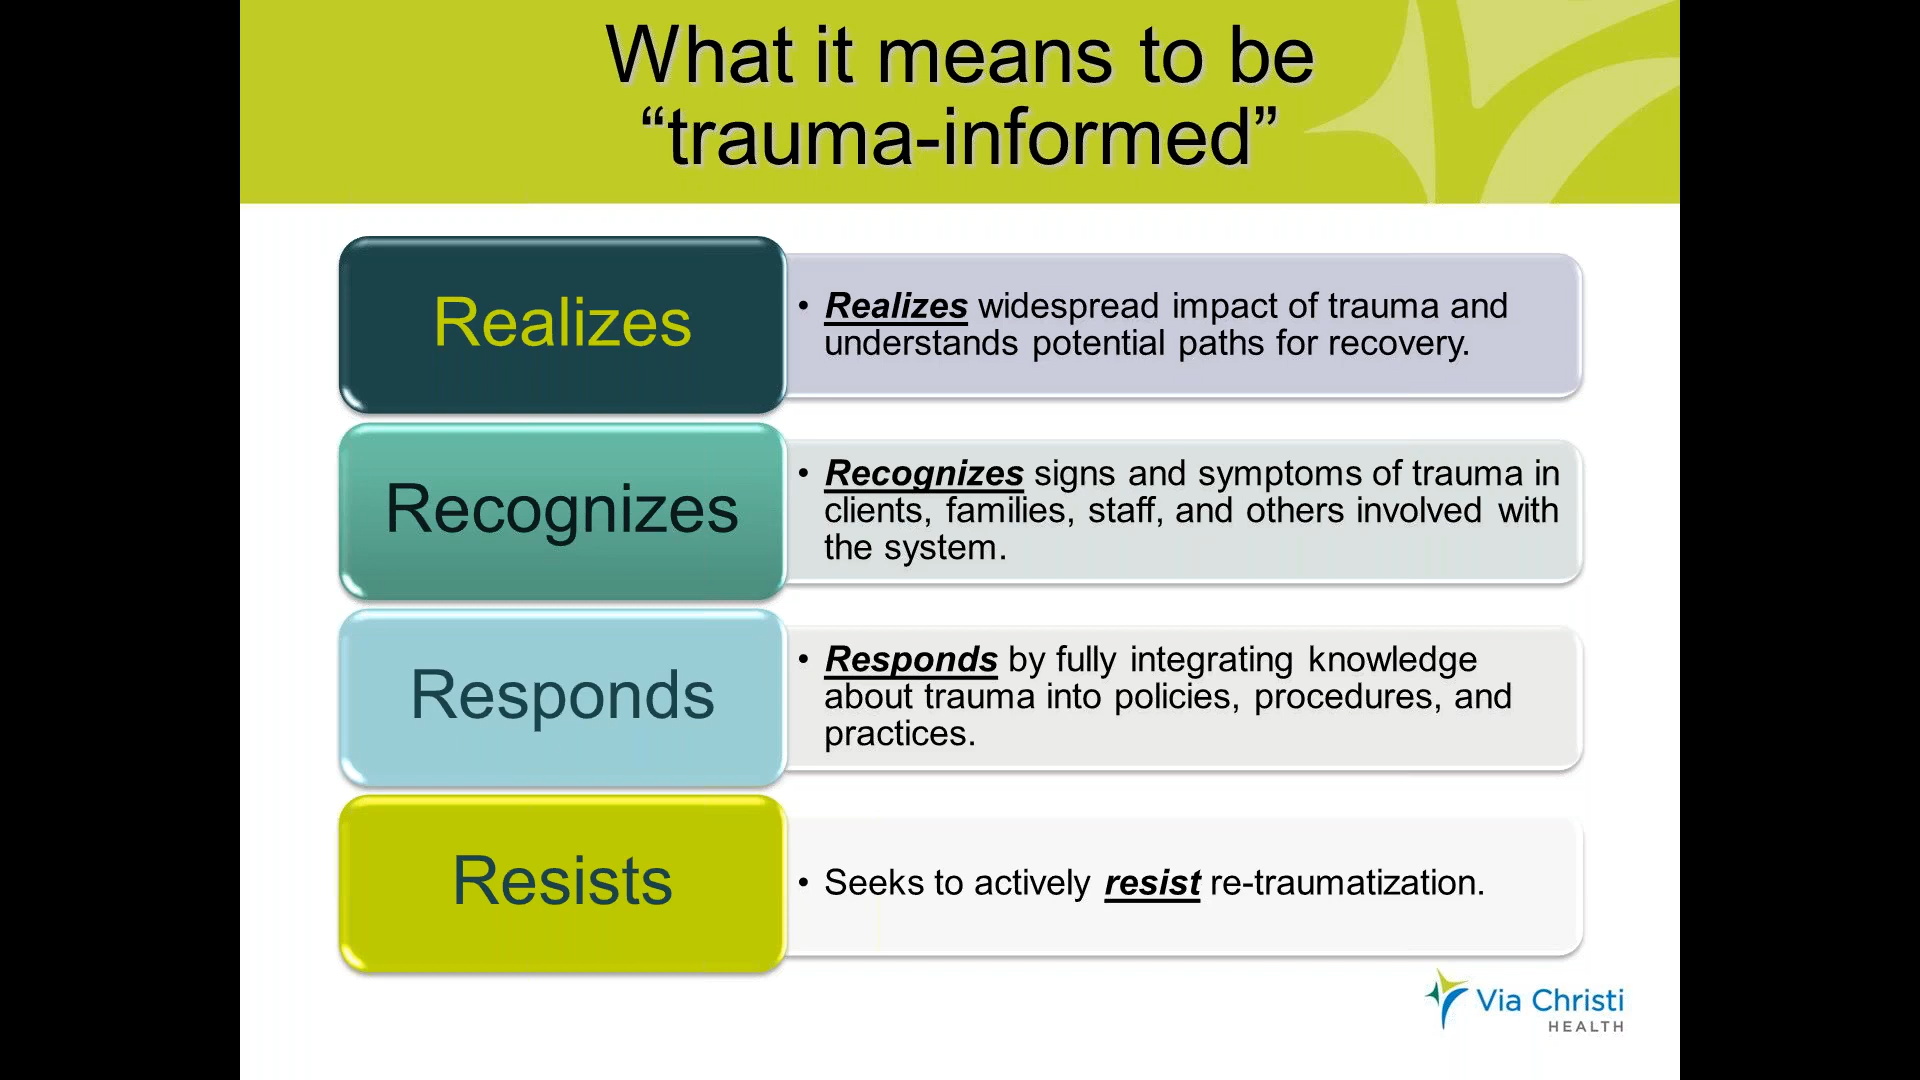 What it means to be
“trauma-informed”
Realizes
• Realizes widespread impact of trauma and
understands potential paths for recovery.
Recognizes
• Recognizes signs and symptoms of trauma in
clients, families, staff, and others involved with
the system.
Responds
• Responds by fully integrating knowledge
about trauma into policies, procedures, and
practices.
Resists
• Seeks to actively resist re-traumatization.
Via Christi
HEALTH